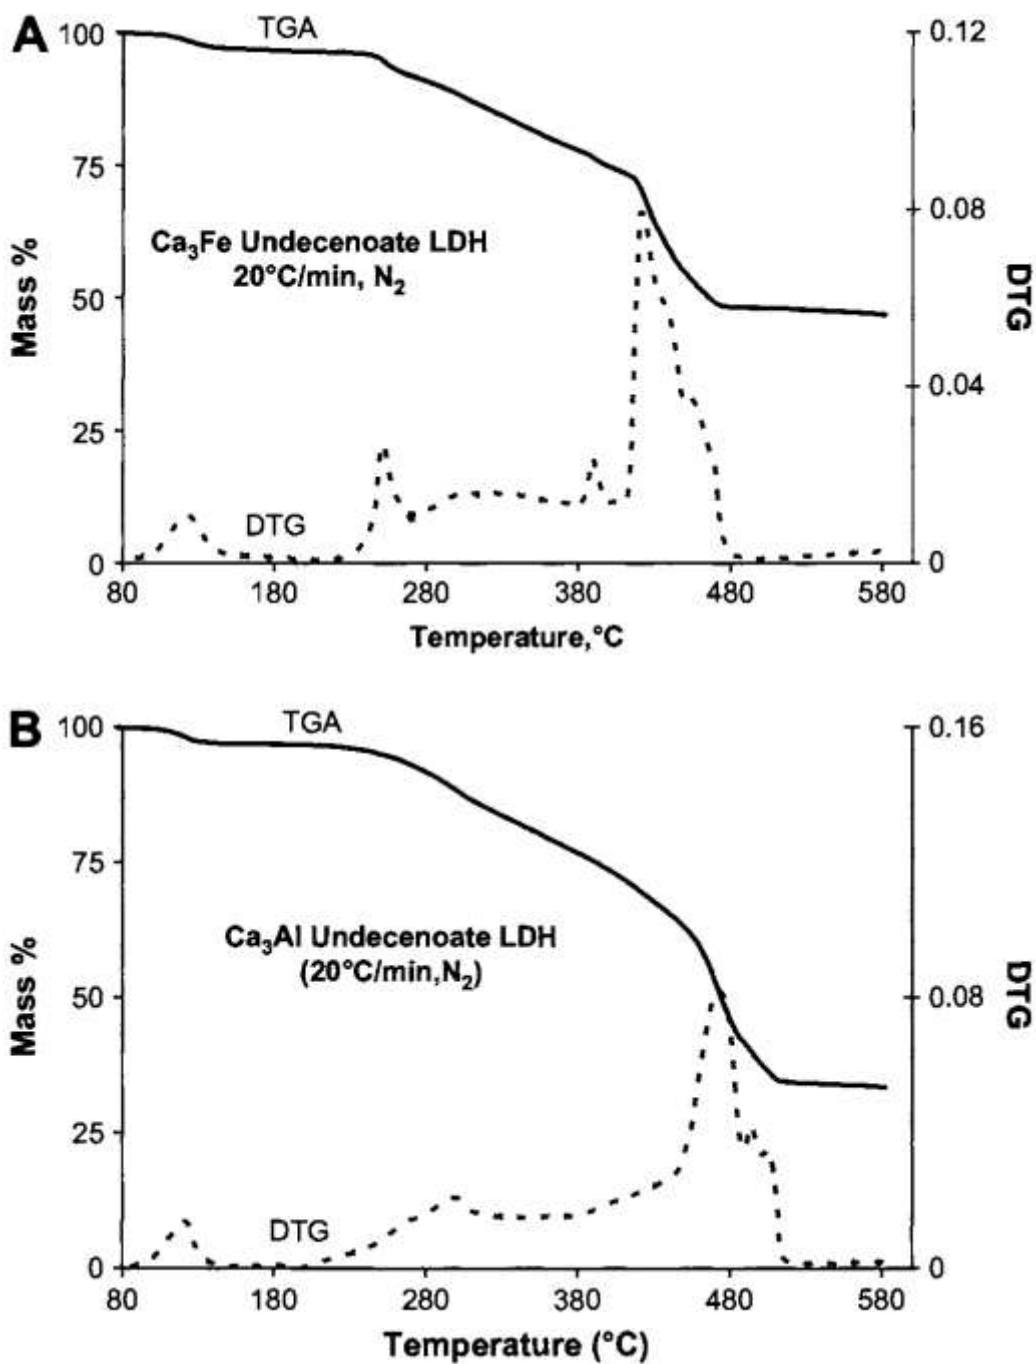 A
100
TGA
0.12
75
0.08
Ca₃Fe Undecenoate LDH
20°C/min, N₂
Mass %
50
DTG
0.04
25
DTG
0
0
80
180
280
380
480
580
Temperature,°C
B
100
TGA
0.16
75
Ca₃Al Undecenoate LDH
(20°C/min,N₂)
Mass %
50
0.08
DTG
25
DTG
0
0
80
180
280
380
480
580
Temperature (°C)